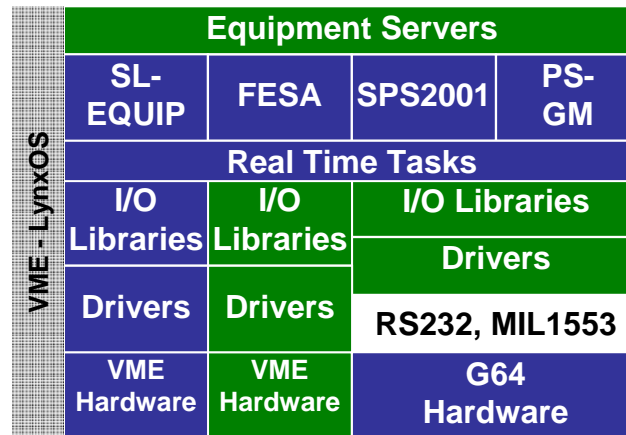 VME - LynxOS
Equipment Servers
SL-
EQUIP
FESA
SPS2001
PS-
GM
Real Time Tasks
I/O
Libraries
I/O
Libraries
I/O Libraries
Drivers
Drivers
Drivers
RS232, MIL1553
VME
Hardware
VME
Hardware
G64
Hardware